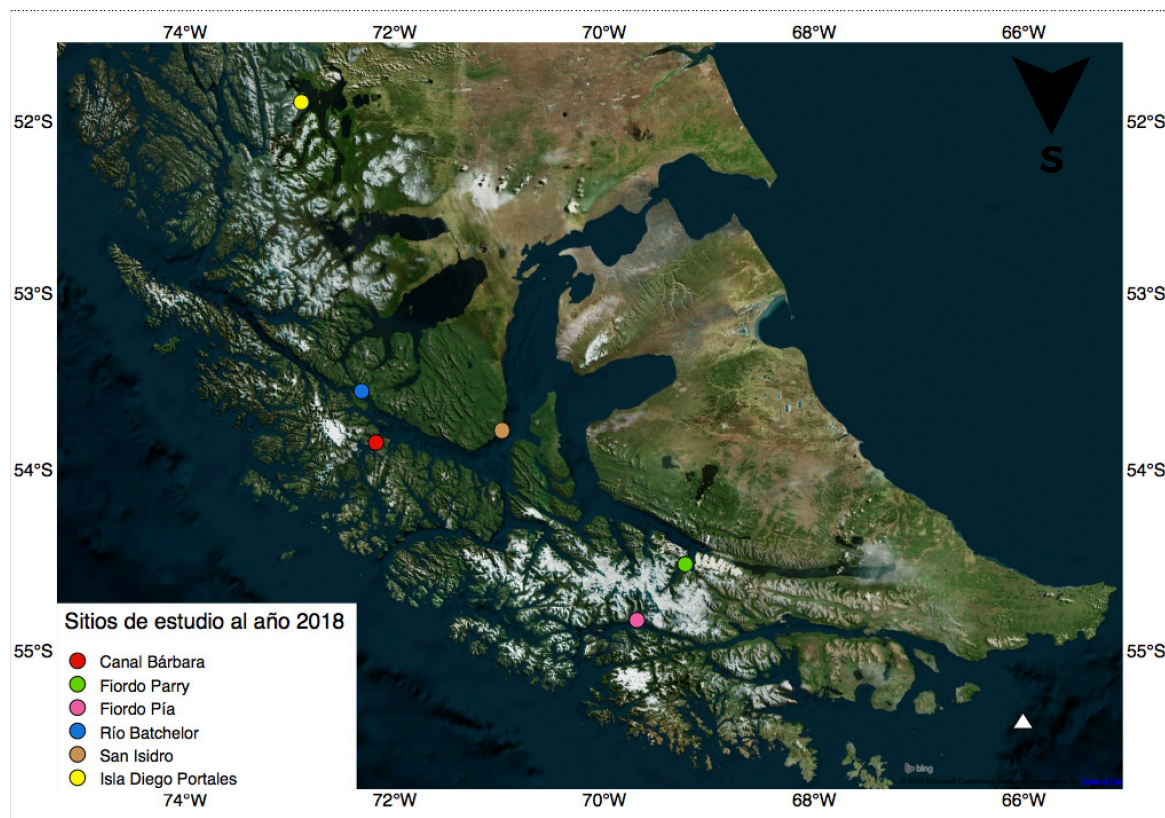 74°W 72°W 70°W 68°W 66°W
52°S 52°S
S
53°S 53°S
54°S 54°S
55°S 55°S
Sitios de estudio al año 2018
Canal Bárbara
Fiordo Parry
Fiordo Pía
Río Batchelor
San Isidro
Isla Diego Portales
bing
74°W 72°W 70°W 68°W 66°W